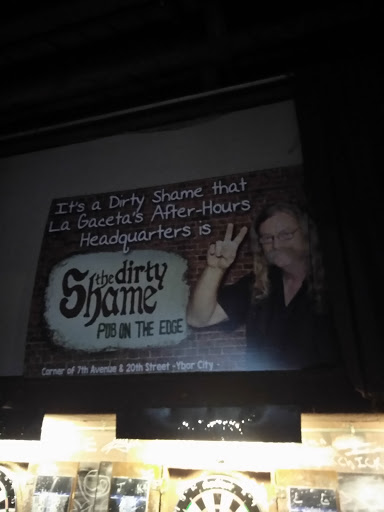 It's a Dirty Shame that
La Gaceta's After-Hours
Headquarters is
the dirty
Shame
PUB ON THE EDGE
Corner of 7th Avenue & 20th Street -Ybor City -